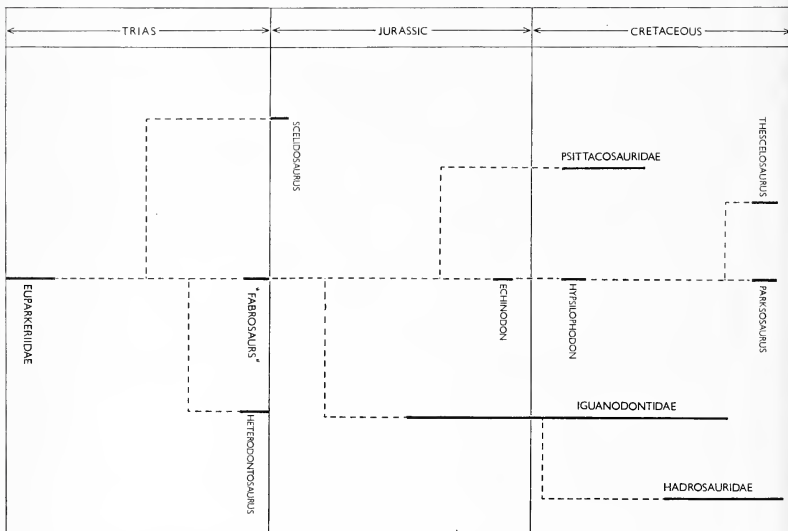 TRIAS
JURASSIC
CRETACEOUS
SCELIDOSAURUS
PSITTACOSAURIDAE
THESCELOSAURUS
EUPARKERIIDAE
"FABROSAURS"
ECHINODON
HYPSILOPHODON
PARKSOSAURUS
HETERODONTOSAURUS
IGUANODONTIDAE
HADROSAURIDAE